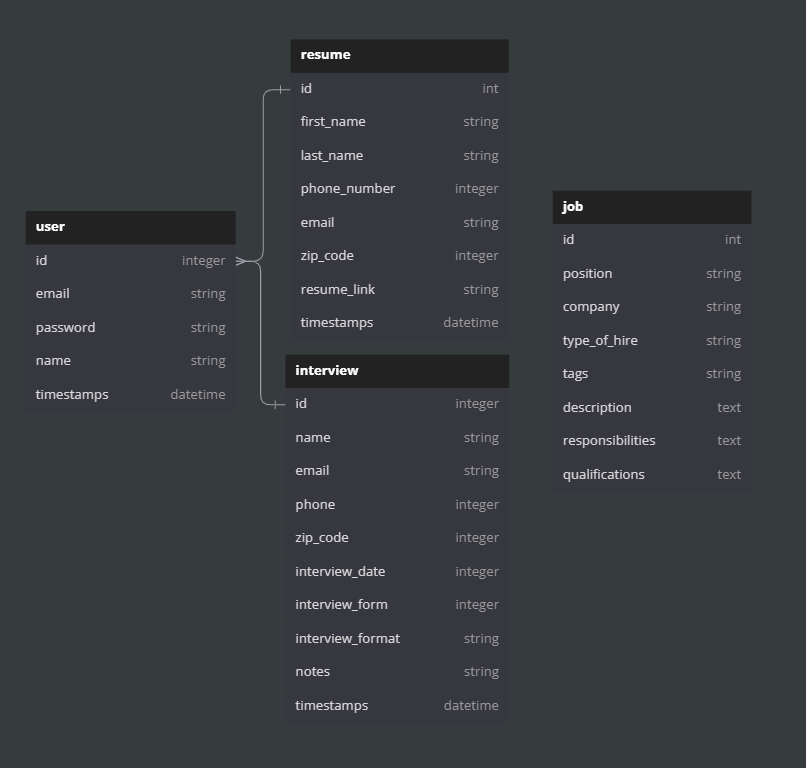 user
id integer
email string
password string
name string
timestamps datetime
resume
id int
first_name string
last_name string
phone_number integer
email string
zip_code integer
resume_link string
timestamps datetime
interview
id integer
name string
email string
phone integer
zip_code integer
interview_date integer
interview_form integer
interview_format string
notes string
timestamps datetime
job
id int
position string
company string
type_of_hire string
tags string
description text
responsibilities text
qualifications text